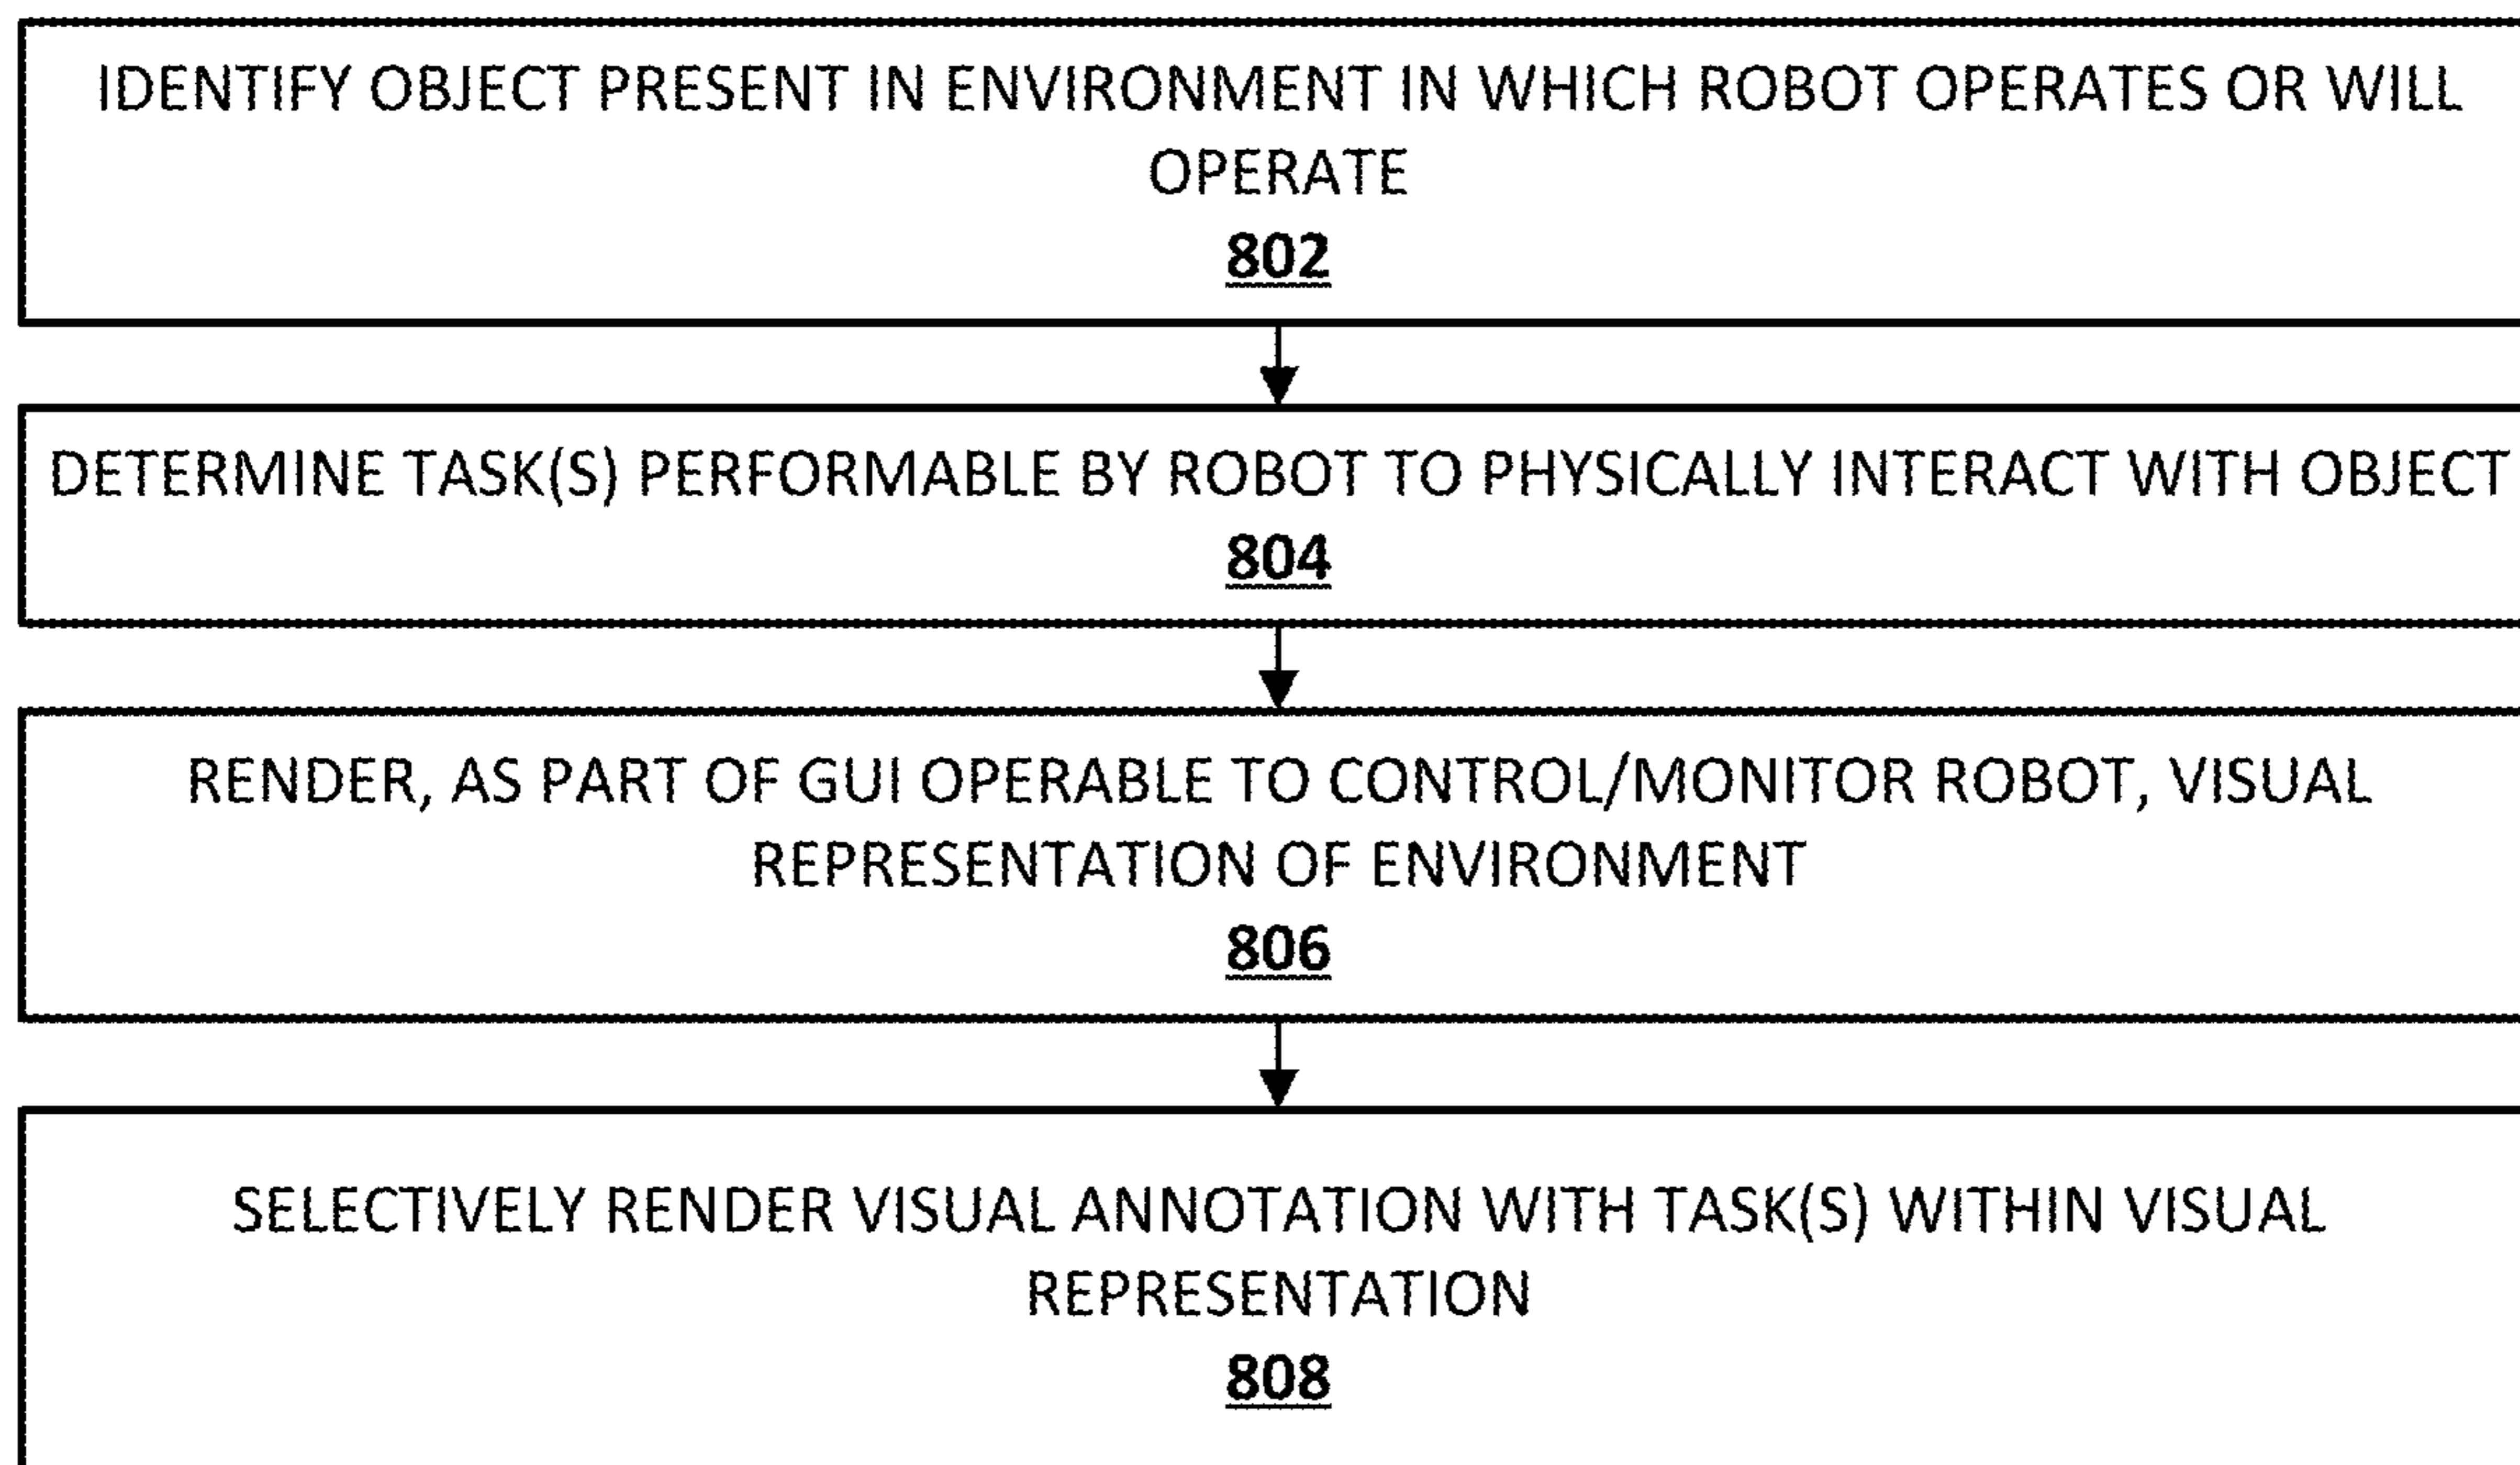 IDENTIFY OBJECT PRESENT IN ENVIRONMENT IN WHICH ROBOT OPERATES OR WILL
OPERATE
802
DETERMINE TASK(S) PERFORMABLE BY ROBOT TO PHYSICALLY INTERACT WITH OBJECT
804
RENDER, AS PART OF GUI OPERABLE TO CONTROL/MONITOR ROBOT, VISUAL
REPRESENTATION OF ENVIRONMENT
806
SELECTIVELY RENDER VISUAL ANNOTATION WITH TASK(S) WITHIN VISUAL
REPRESENTATION
808